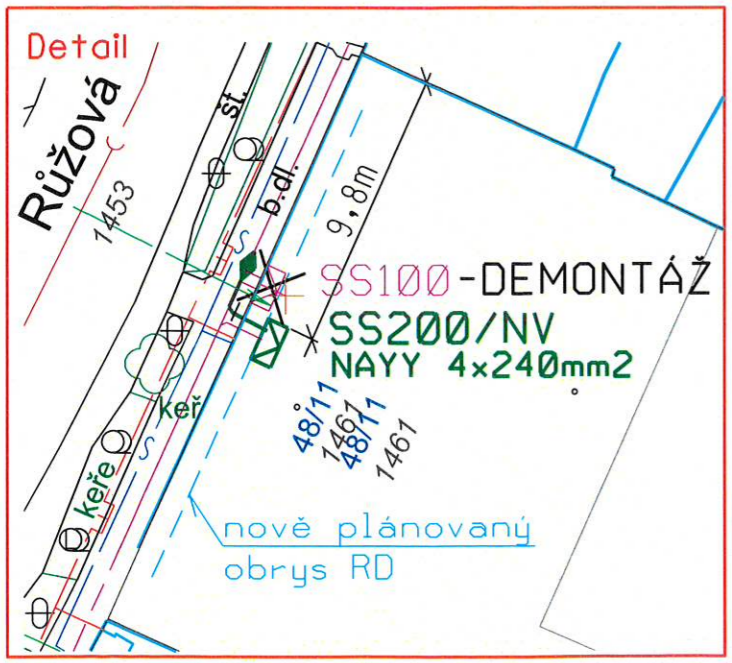 Detail
Růžová
št.
b.dl.
1453
9,8m
S
SS100-DEMONTÁŽ
SS200/NV
NAYY 4x240mm2
48/11
1461
48/11
1461
keř
S
keře
nově plánovaný
obrys RD